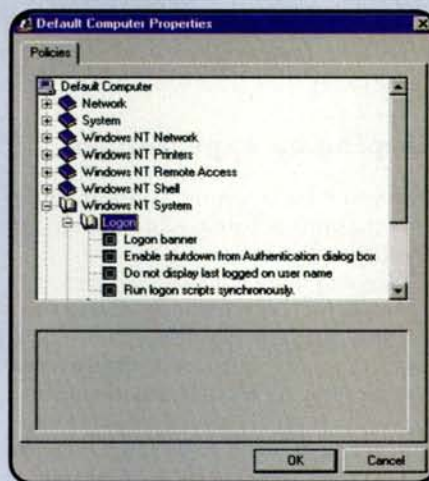 Default Computer Properties
Policies
Default Computer
Network
System
Windows NT Network
Windows NT Printers
Windows NT Remote Access
Windows NT Shell
Windows NT System
Logon
Logon banner
Enable shutdown from Authentication dialog box
Do not display last logged on user name
Run logon scripts synchronously.
OK
Cancel